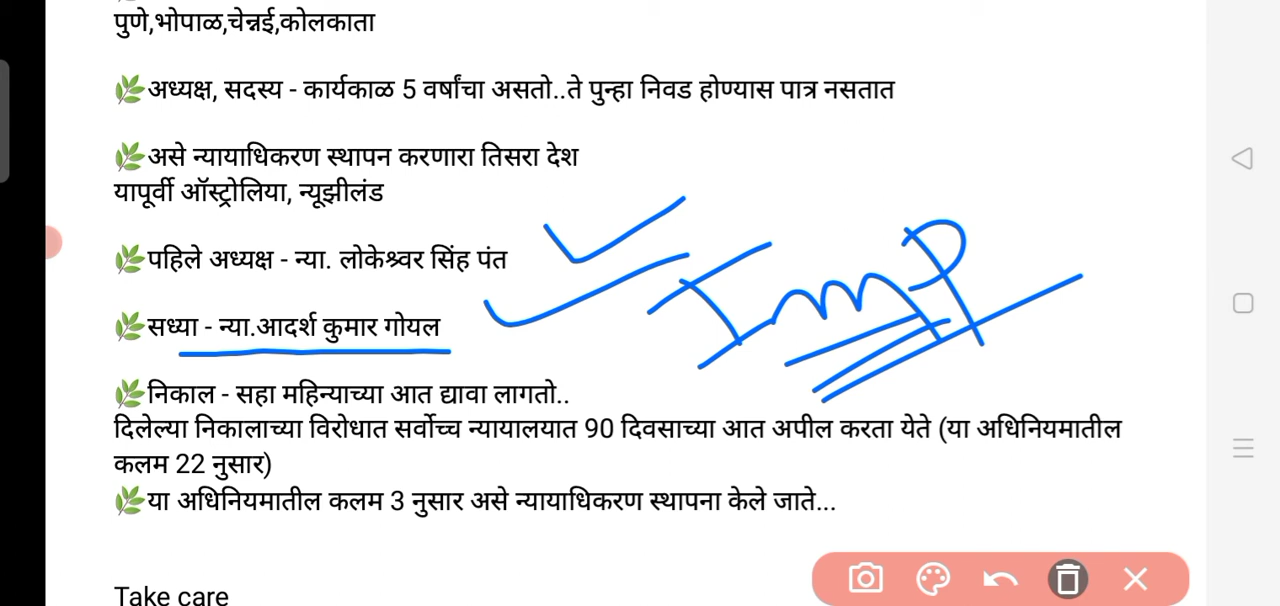 पुणे,भोपाळ,चेन्नई,कोलकाता
🌿अध्यक्ष, सदस्य - कार्यकाळ 5 वर्षांचा असतो..ते पुन्हा निवड होण्यास पात्र नसतात
🌿असे न्यायाधिकरण स्थापन करणारा तिसरा देश
यापूर्वी ऑस्ट्रोलिया, न्यूझीलंड
🌿पहिले अध्यक्ष - न्या. लोकेश्र्वर सिंह पंत
🌿सध्या - न्या.आदर्श कुमार गोयल
Imp
🌿निकाल - सहा महिन्याच्या आत द्यावा लागतो..
दिलेल्या निकालाच्या विरोधात सर्वोच्च न्यायालयात 90 दिवसाच्या आत अपील करता येते (या अधिनियमातील
कलम 22 नुसार)
🌿या अधिनियमातील कलम 3 नुसार असे न्यायाधिकरण स्थापना केले जाते...
Take care